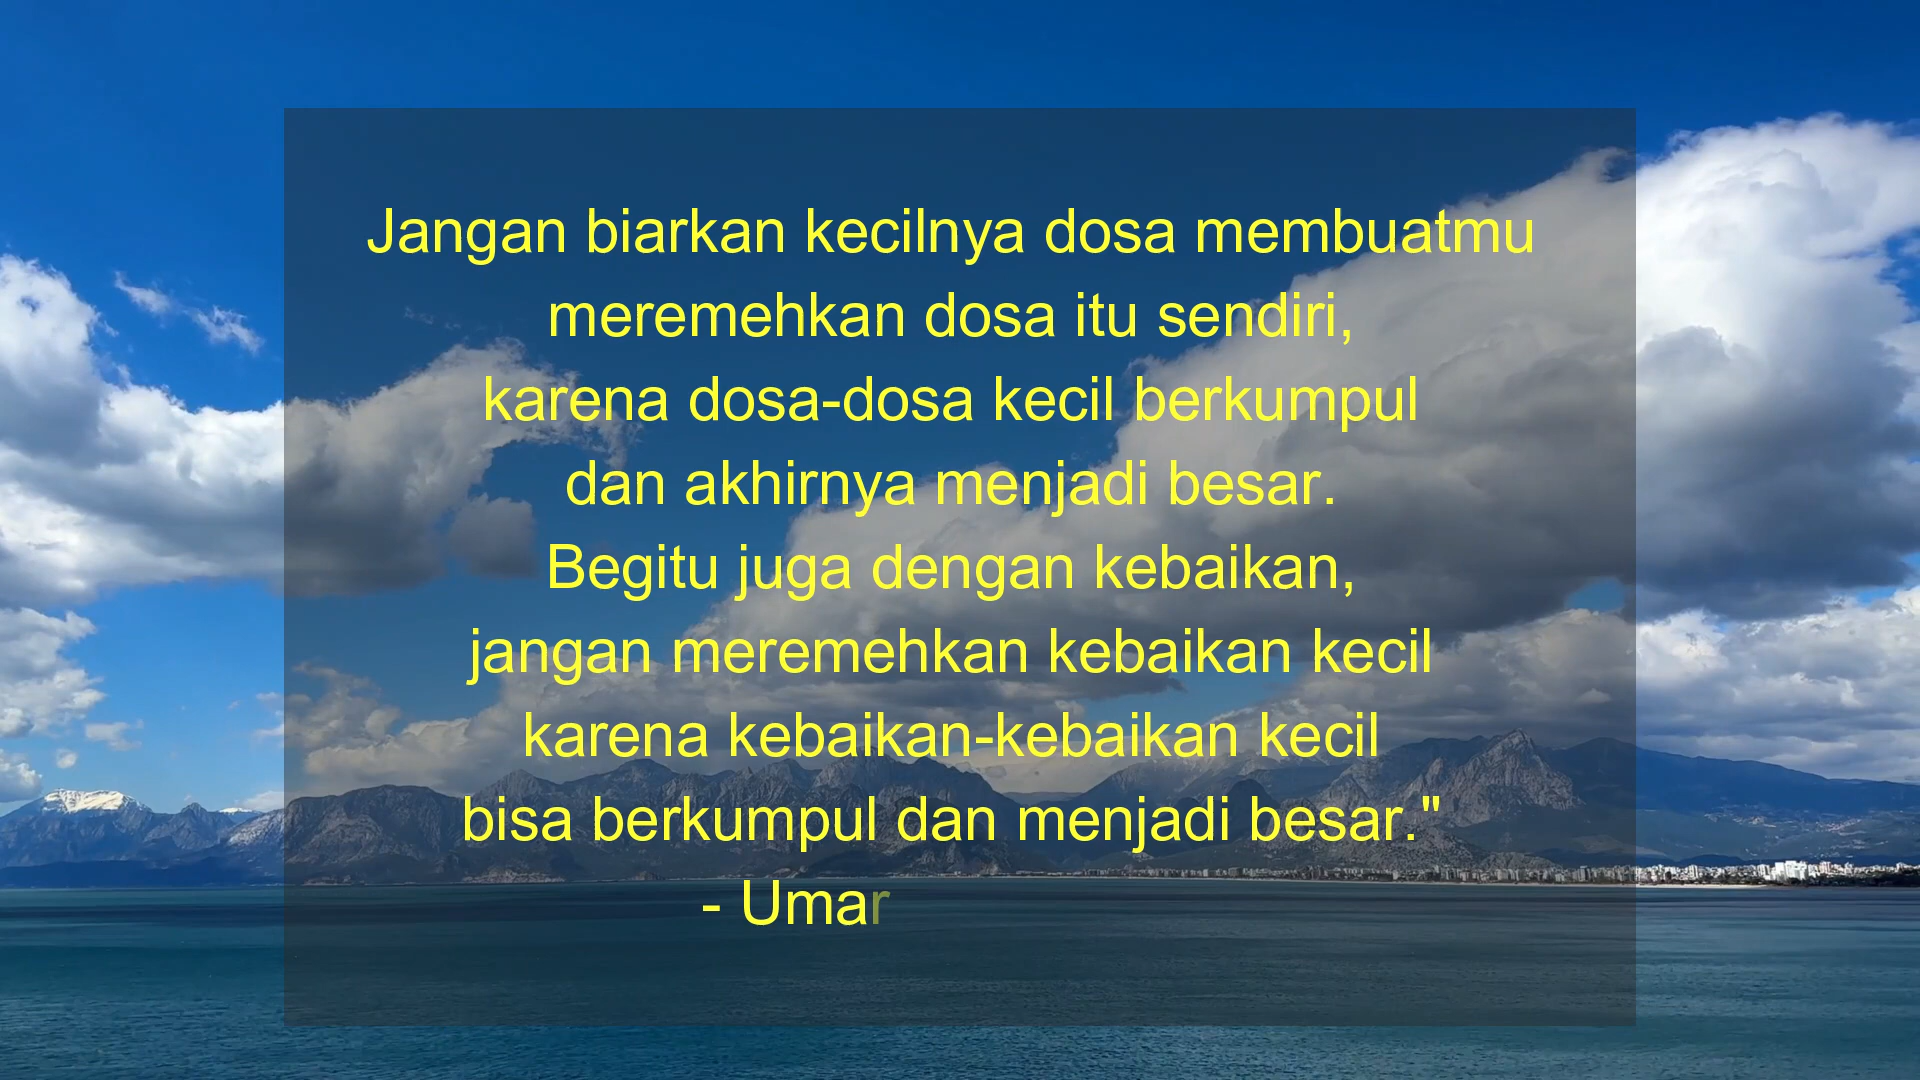 Jangan biarkan kecilnya dosa membuatmu
meremehkan dosa itu sendiri,
karena dosa-dosa kecil berkumpul
dan akhirnya menjadi besar.
Begitu juga dengan kebaikan,
jangan meremehkan kebaikan kecil
karena kebaikan-kebaikan kecil
bisa berkumpul dan menjadi besar."
- Umar